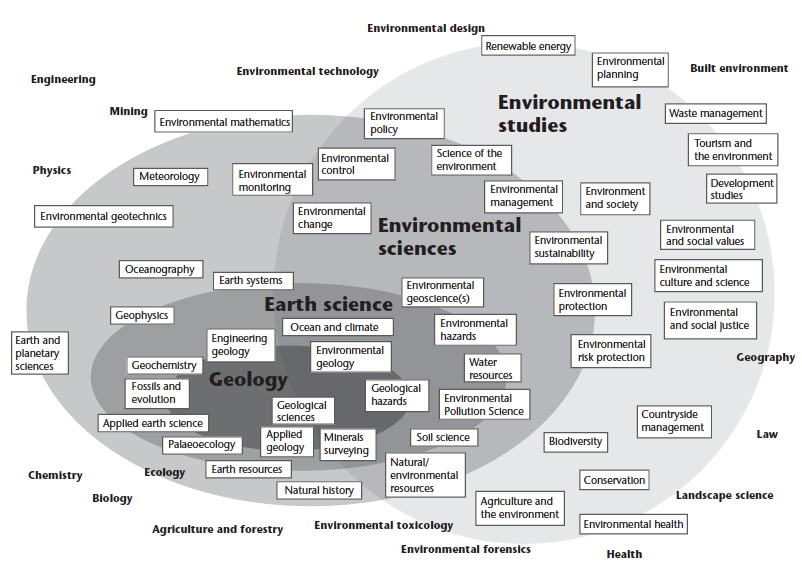 Environmental design
Renewable energy
Environmental
planning
Built environment
Environmental technology
Engineering
Environmental
studies
Mining
Environmental mathematics
Environmental
policy
Waste management
Tourism and
the environment
Science of the
environment
Environmental
control
Physics
Meteorology
Environmental
monitoring
Development
studies
Environmental
management
Environment
and society
Environmental geotechnics
Environmental
change
Environmental
sciences
Environmental
and social values
Environmental
sustainability
Oceanography
Earth systems
Environmental
culture and science
Environmental
geoscience(s)
Environmental
protection
Earth science
Geophysics
Ocean and climate
Environmental
hazards
Environmental
and social justice
Earth and
planetary
sciences
Engineering
geology
Environmental
geology
Environmental
risk protection
Geography
Geochemistry
Water
resources
Geology
Fossils and
evolution
Geological
hazards
Environmental
Pollution Science
Geological
sciences
Countryside
management
Applied earth science
Law
Palaeoecology
Applied
geology
Minerals
surveying
Soil science
Biodiversity
Chemistry
Ecology
Earth resources
Natural/
environmental
resources
Conservation
Biology
Natural history
Landscape science
Agriculture and
the environment
Agriculture and forestry
Environmental toxicology
Environmental health
Environmental forensics
Health